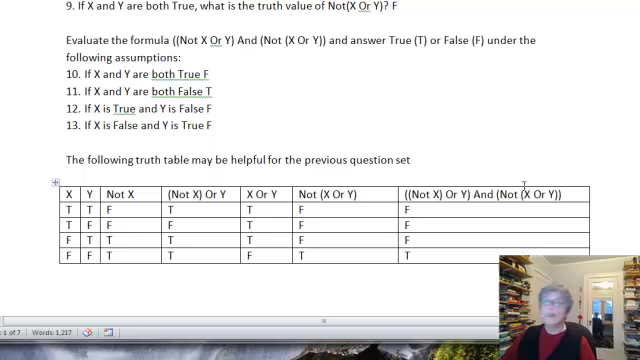 9. If X and Y are both True, what is the truth value of Not(X Or Y)? F
Evaluate the formula ((Not X Or Y) And (Not (X Or Y)) and answer True (T) or False (F) under the
following assumptions:
10. If X and Y are both True F
11. If X and Y are both False T
12. If X is True and Y is False F
13. If X is False and Y is True F
The following truth table may be helpful for the previous question set
X Y Not X (Not X) Or Y X Or Y Not (X Or Y) ((Not X) Or Y) And (Not (X Or Y))
T T F T T F F
T F F F T F F
F T T T T F F
F F T T F T T
1 of 7 Words: 1,217